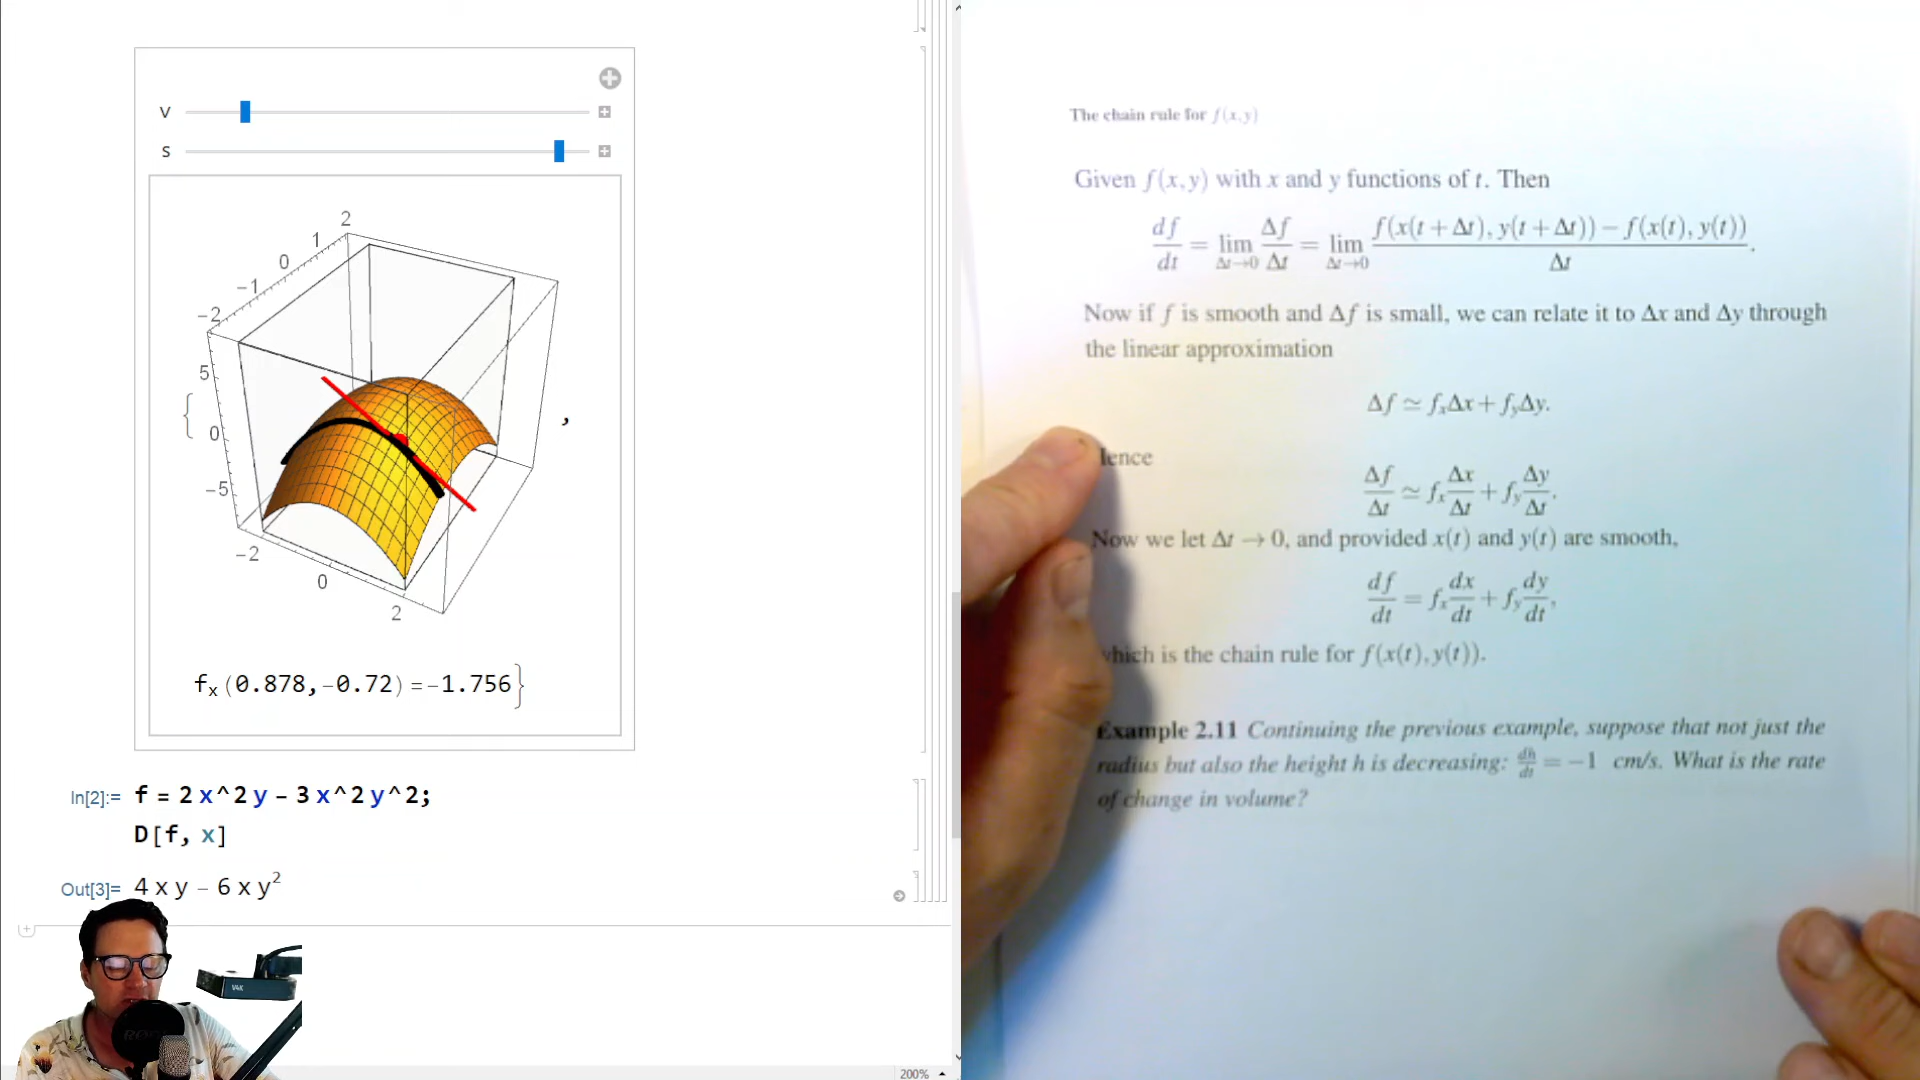 V
S
2
1
0
-1
-2
5
0
-5
-2
0
2
{
,
fx(0.878,-0.72)=-1.756}
In[2]:= f = 2 x^2 y - 3 x^2 y^2;
D[f, x]
Out[3]= 4 x y - 6 x y²
200%
The chain rule for f(x,y)
Given f(x,y) with x and y functions of t. Then
df/dt = lim Δt→0 Δf/Δt = lim Δt→0 f(x(t+Δt),y(t+Δt))−f(x(t),y(t))/Δt.
Now if f is smooth and Δf is small, we can relate it to Δx and Δy through
the linear approximation
Δf ≃ fxΔx + fyΔy.
ence
Δf/Δt ≃ fx Δx/Δt + fy Δy/Δt.
Now we let Δt → 0, and provided x(t) and y(t) are smooth,
df/dt = fx dx/dt + fy dy/dt,
which is the chain rule for f(x(t),y(t)).
Example 2.11 Continuing the previous example, suppose that not just the
radius but also the height h is decreasing: dh/dt = −1 cm/s. What is the rate
of change in volume?